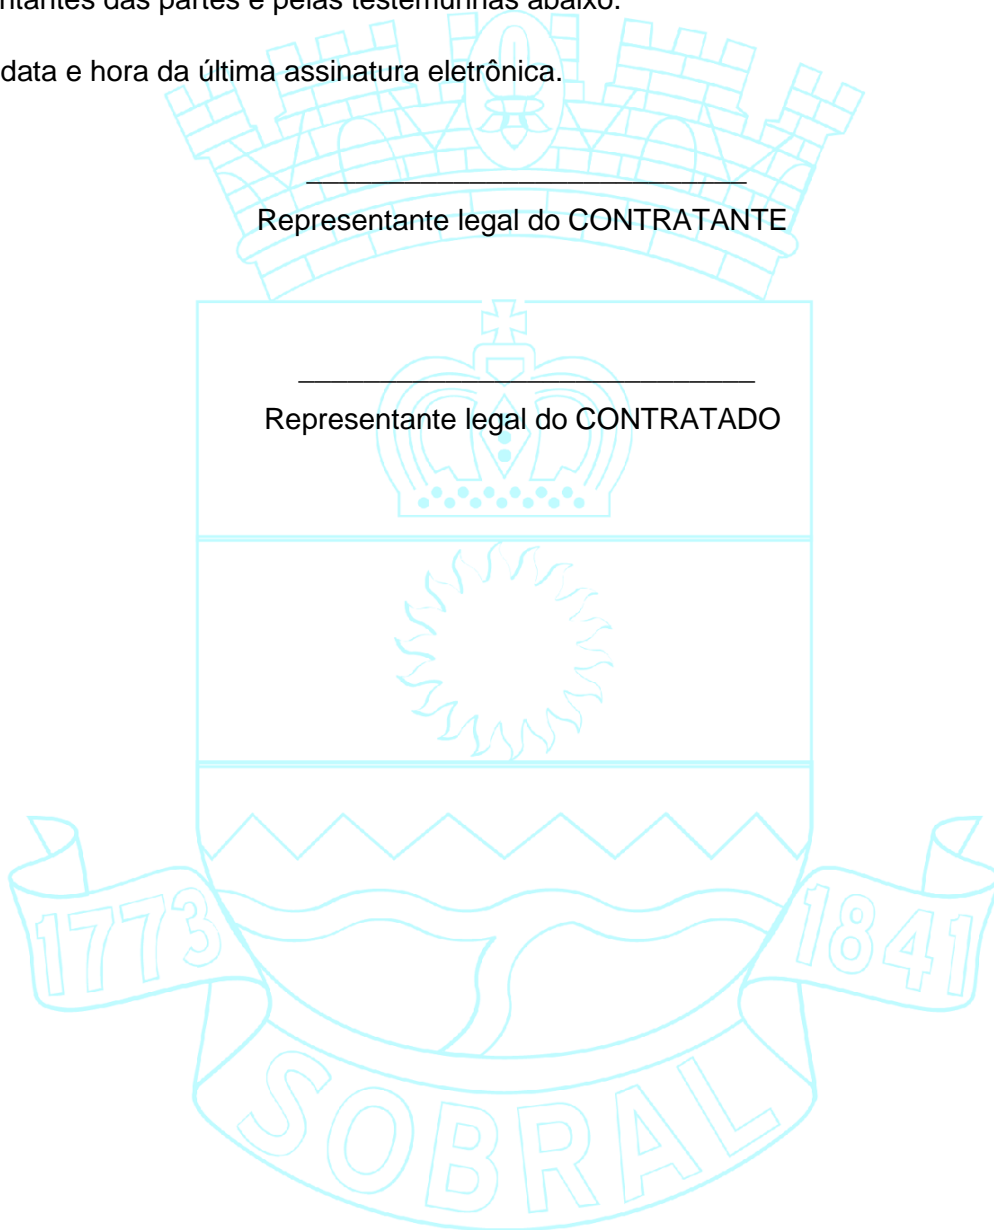 ntantes das partes e pelas testemunhas abaixo.
data e hora da última assinatura eletrônica.
Representante legal do CONTRATANTE
Representante legal do CONTRATADO
1773
1841
SOBRAL